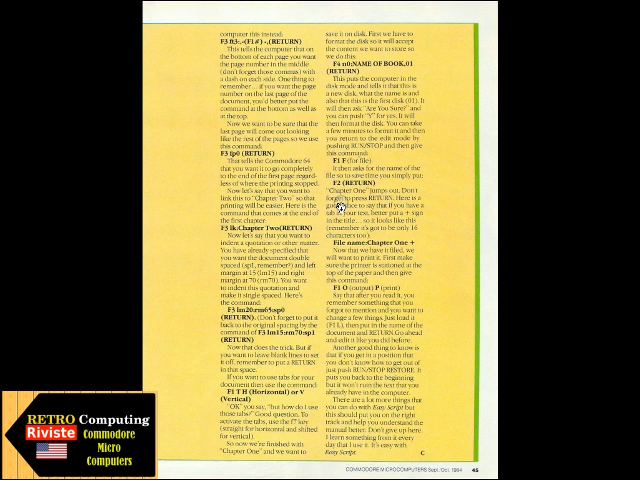 computer this instead:
F3 ft3:,-(F1#) -,(RETURN)
This tells the computer that on
the bottom of each page you want
the page number in the middle
(don't forget those commas) with
a dash on each side. One thing to
remember... if you want the page
number on the last page of the
document, you'd better put the
command at the bottom as well as
at the top.
Now we want to be sure that the
last page will come out looking
like the rest of the pages so we use
this command:
F3 fp0 (RETURN)
That tells the Commodore 64
that you want it to go completely
to the end of the first page regard-
less of where the printing stopped.
Now let's say that you want to
link this to "Chapter Two" so that
printing will be easier. Here is the
command that comes at the end of
the first chapter:
F3 lk:Chapter Two(RETURN)
Now let's say that you want to
indent a quotation or other matter.
You have already specified that
you want the document double
spaced (sp1, remember?) and left
margin at 15 (lm15) and right
margin at 70 (rm70). You want
to indent this quotation and
make it single spaced. Here's
the command:
F3 lm20:rm65:sp0
(RETURN). (Don't forget to put it
back to the original spacing by the
command of F3 lm15:rm70:sp1
(RETURN)
Now that does the trick. But if
you want to leave blank lines to set
it off, remember to put a RETURN
in that space.
If you want to use tabs for your
document then use the command:
F1 T H (Horizontal) or V
(Vertical)
"OK" you say, "but how do I use
those tabs?" Good question. To
activate the tabs, use the f7 key
(straight for horizontal and shifted
for vertical).
So now we're finished with
"Chapter One" and we want to
save it on disk. First we have to
format the disk so it will accept
the content we want to store so
we do this:
F4 n0:NAME OF BOOK,01
(RETURN)
This puts the computer in the
disk mode and tells it that this is
a new disk, what the name is and
also that this is the first disk (01). It
will then ask "Are You Sure?" and
you can push "Y" for yes. It will
then format the disk. You can take
a few minutes to format it and then
you return to the edit mode by
pushing RUN/STOP and then give
this command:
F1 F (for file)
It then asks for the name of the
file so to save time you simply put:
F2 (RETURN)
"Chapter One" jumps out. Don't
forget to press RETURN. Here is a
place to say that if you have a
tab in your text, better put a + sign
in the title... so it looks like this
(remember it's got to be only 16
characters too):
File name:Chapter One +
Now that we have it filed, we
will want to print it. First make
sure the printer is stationed at the
top of the paper and then give
this command:
F1 O (output) P (print)
Say that after you read it, you
remember something that you
forgot to mention and you want to
change a few things. Just load it
(F1 L), then put in the name of the
document and RETURN. Go ahead
and edit it like you did before.
Another good thing to know is
that if you get in a position that
you don't know how to get out of
just push RUN/STOP RESTORE. It
puts you back to the beginning
but it won't ruin the text that you
already have in the computer.
There are a lot more things that
you can do with Easy Script but
this should put you on the right
track and help you understand the
manual better. Don't give up here.
I learn something from it every
day that I use it. It's easy with
Easy Script. C
COMMODORE MICROCOMPUTERS Sept./Oct. 1984 45
RETRO Computing
Riviste Commodore
Micro
Computers